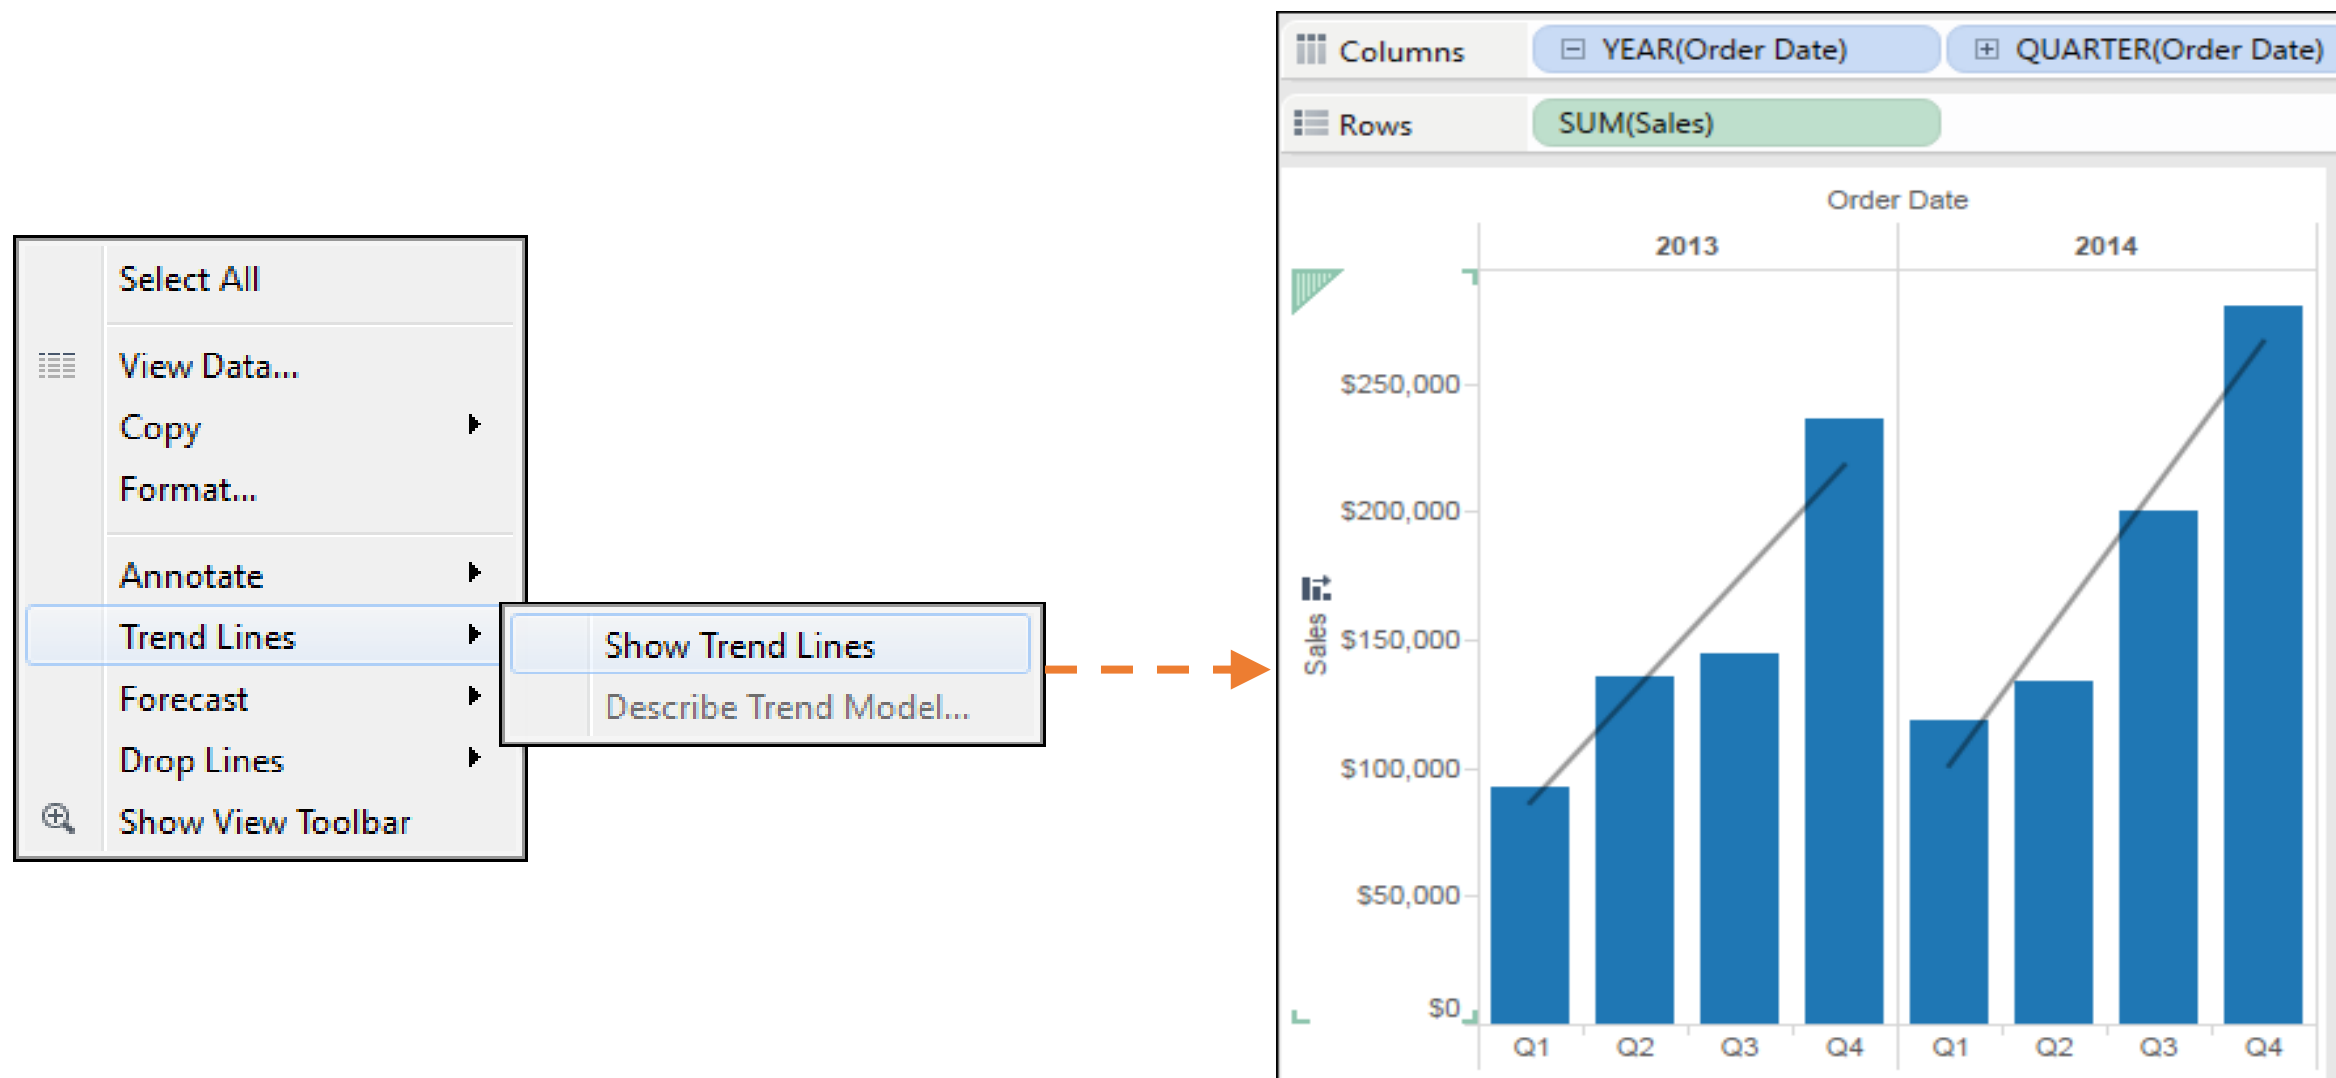 Select All
View Data...
Copy
Format...
Annotate
Trend Lines
Forecast
Drop Lines
Show View Toolbar
Show Trend Lines
Describe Trend Model...
Columns YEAR(Order Date) QUARTER(Order Date)
Rows SUM(Sales)
Order Date
2013 2014
Sales
$250,000
$200,000
$150,000
$100,000
$50,000
$0
Q1 Q2 Q3 Q4 Q1 Q2 Q3 Q4